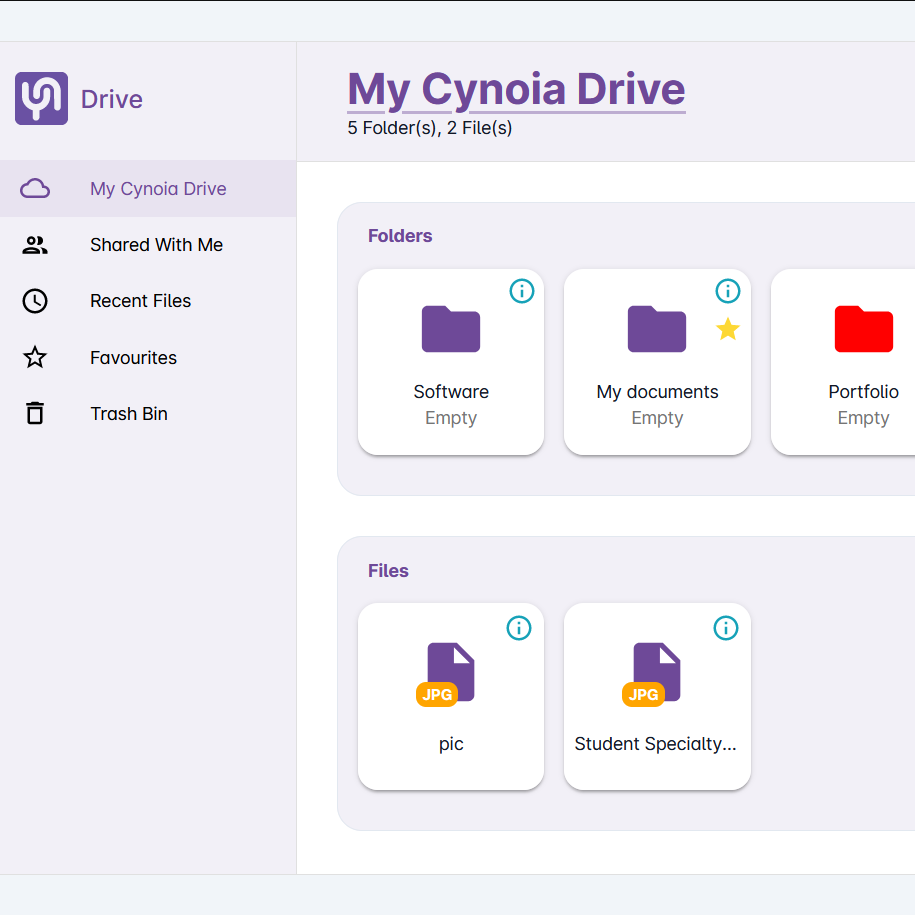 Drive
My Cynoia Drive
Shared With Me
Recent Files
Favourites
Trash Bin
My Cynoia Drive
5 Folder(s), 2 File(s)
Folders
Software
Empty
My documents
Empty
Portfolio
Empty
Files
JPG
pic
JPG
Student Specialty...